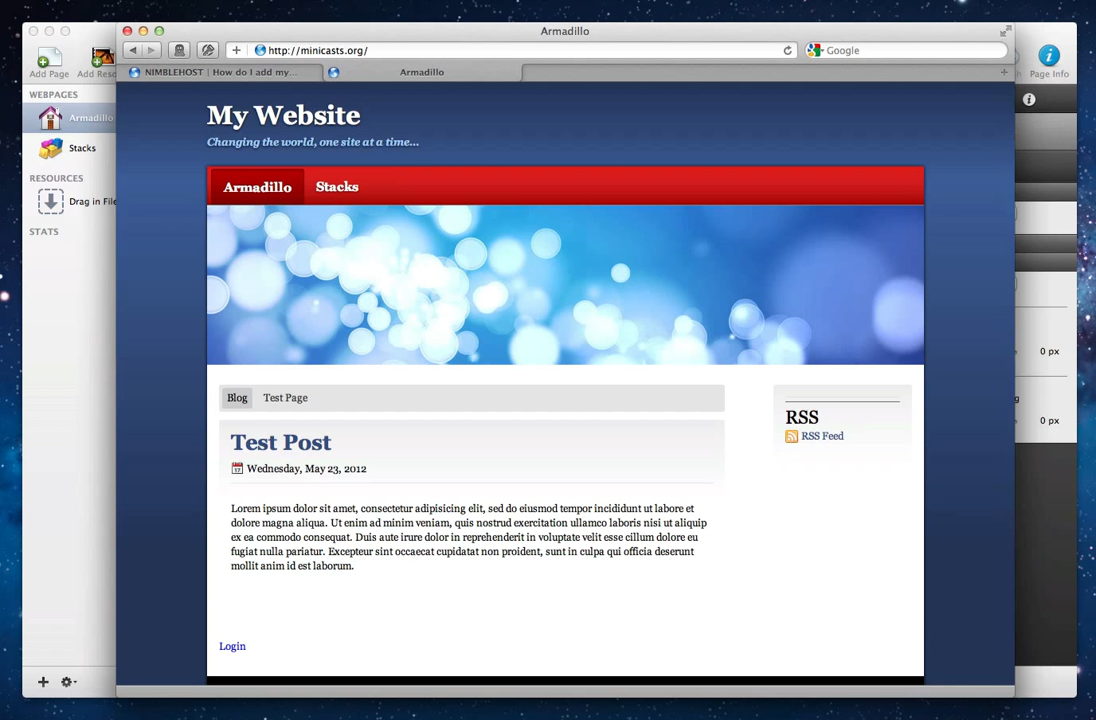 Armadillo
http://minicasts.org/
Google
NIMBLEHOST | How do I add my...
Armadillo
Add Page
Add Reso
Page Info
WEBPAGES
Armadillo
Stacks
RESOURCES
Drag in File
STATS
My Website
Changing the world, one site at a time...
Armadillo
Stacks
Blog
Test Page
Test Post
17
Wednesday, May 23, 2012
Lorem ipsum dolor sit amet, consectetur adipisicing elit, sed do eiusmod tempor incididunt ut labore et
dolore magna aliqua. Ut enim ad minim veniam, quis nostrud exercitation ullamco laboris nisi ut aliquip
ex ea commodo consequat. Duis aute irure dolor in reprehenderit in voluptate velit esse cillum dolore eu
fugiat nulla pariatur. Excepteur sint occaecat cupidatat non proident, sunt in culpa qui officia deserunt
mollit anim id est laborum.
Login
RSS
RSS Feed
0 px
0 px